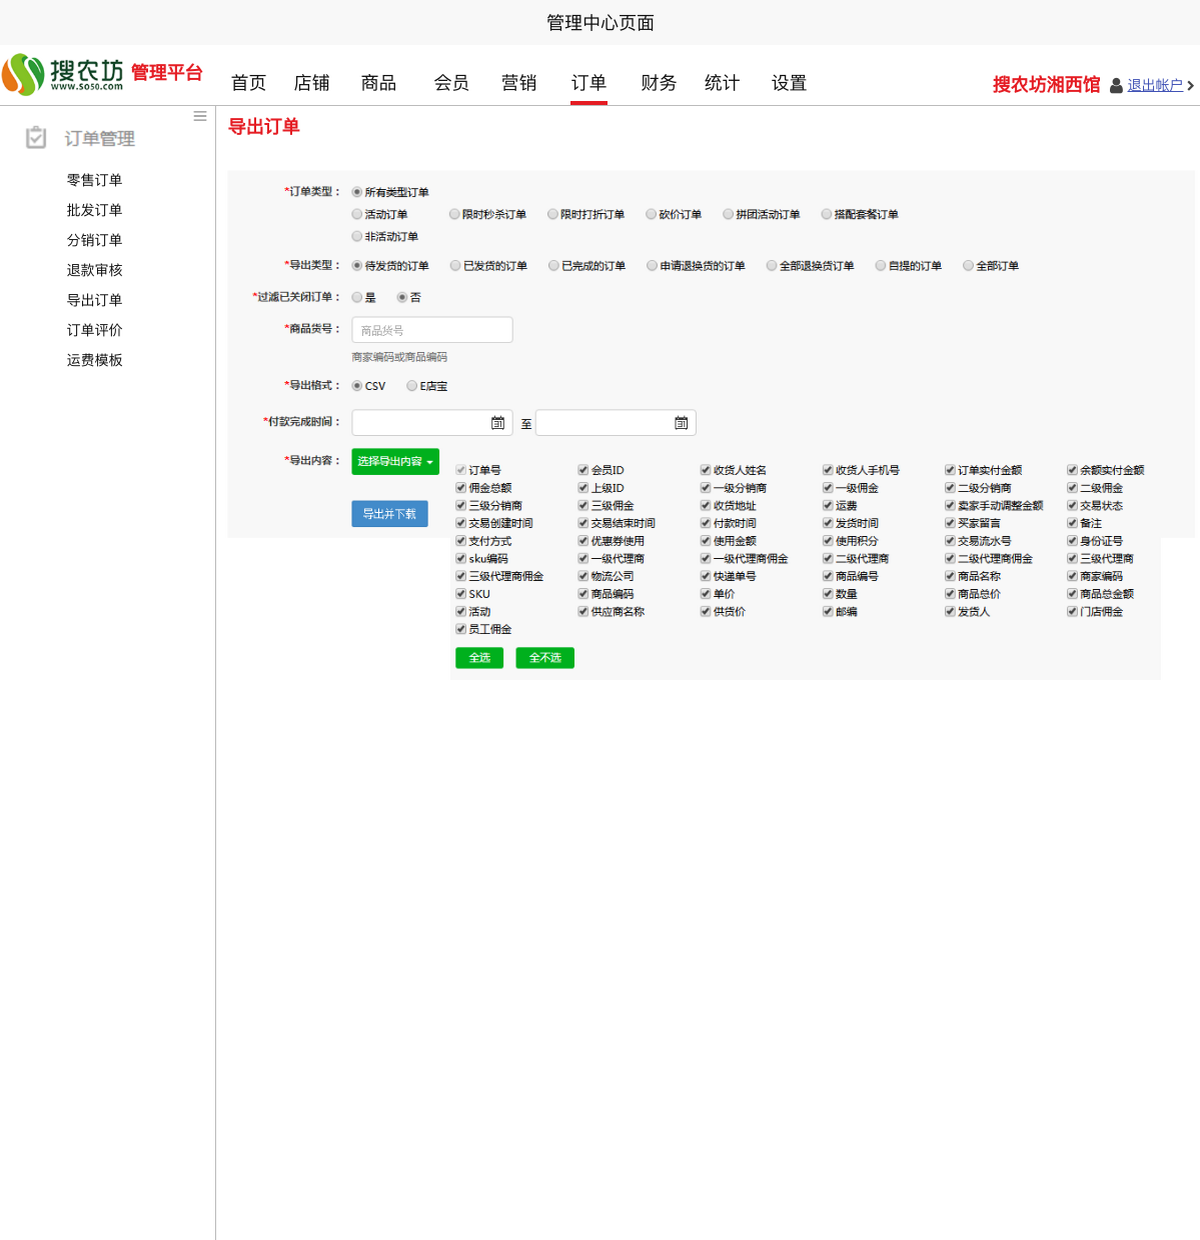 管理中心页面
搜农坊 管理平台
www.so50.com
首页 店铺 商品 会员 营销 订单 财务 统计 设置
搜农坊湘西馆 退出帐户
订单管理
零售订单
批发订单
分销订单
退款审核
导出订单
订单评价
运费模板
导出订单
*订单类型： 所有类型订单
活动订单 限时秒杀订单 限时打折订单 砍价订单 拼团活动订单 搭配套餐订单
非活动订单
*导出类型： 待发货的订单 已发货的订单 已完成的订单 申请退换货的订单 全部退换货订单 自提的订单 全部订单
*过滤已关闭订单： 是 否
*商品货号： 商品货号
商家编码或商品编码
*导出格式： CSV E店宝
*付款完成时间： 至
*导出内容： 选择导出内容
订单号 会员ID 收货人姓名 收货人手机号 订单实付金额 余额实付金额
佣金总额 上级ID 一级分销商 一级佣金 二级分销商 二级佣金
三级分销商 三级佣金 收货地址 运费 卖家手动调整金额 交易状态
交易创建时间 交易结束时间 付款时间 发货时间 买家留言 备注
支付方式 优惠券使用 使用金额 使用积分 交易流水号 身份证号
sku编码 一级代理商 一级代理商佣金 二级代理商 二级代理商佣金 三级代理商
三级代理商佣金 物流公司 快递单号 商品编号 商品名称 商家编码
SKU 商品编码 单价 数量 商品总价 商品总金额
活动 供应商名称 供货价 邮编 发货人 门店佣金
员工佣金
全选 全不选
导出并下载